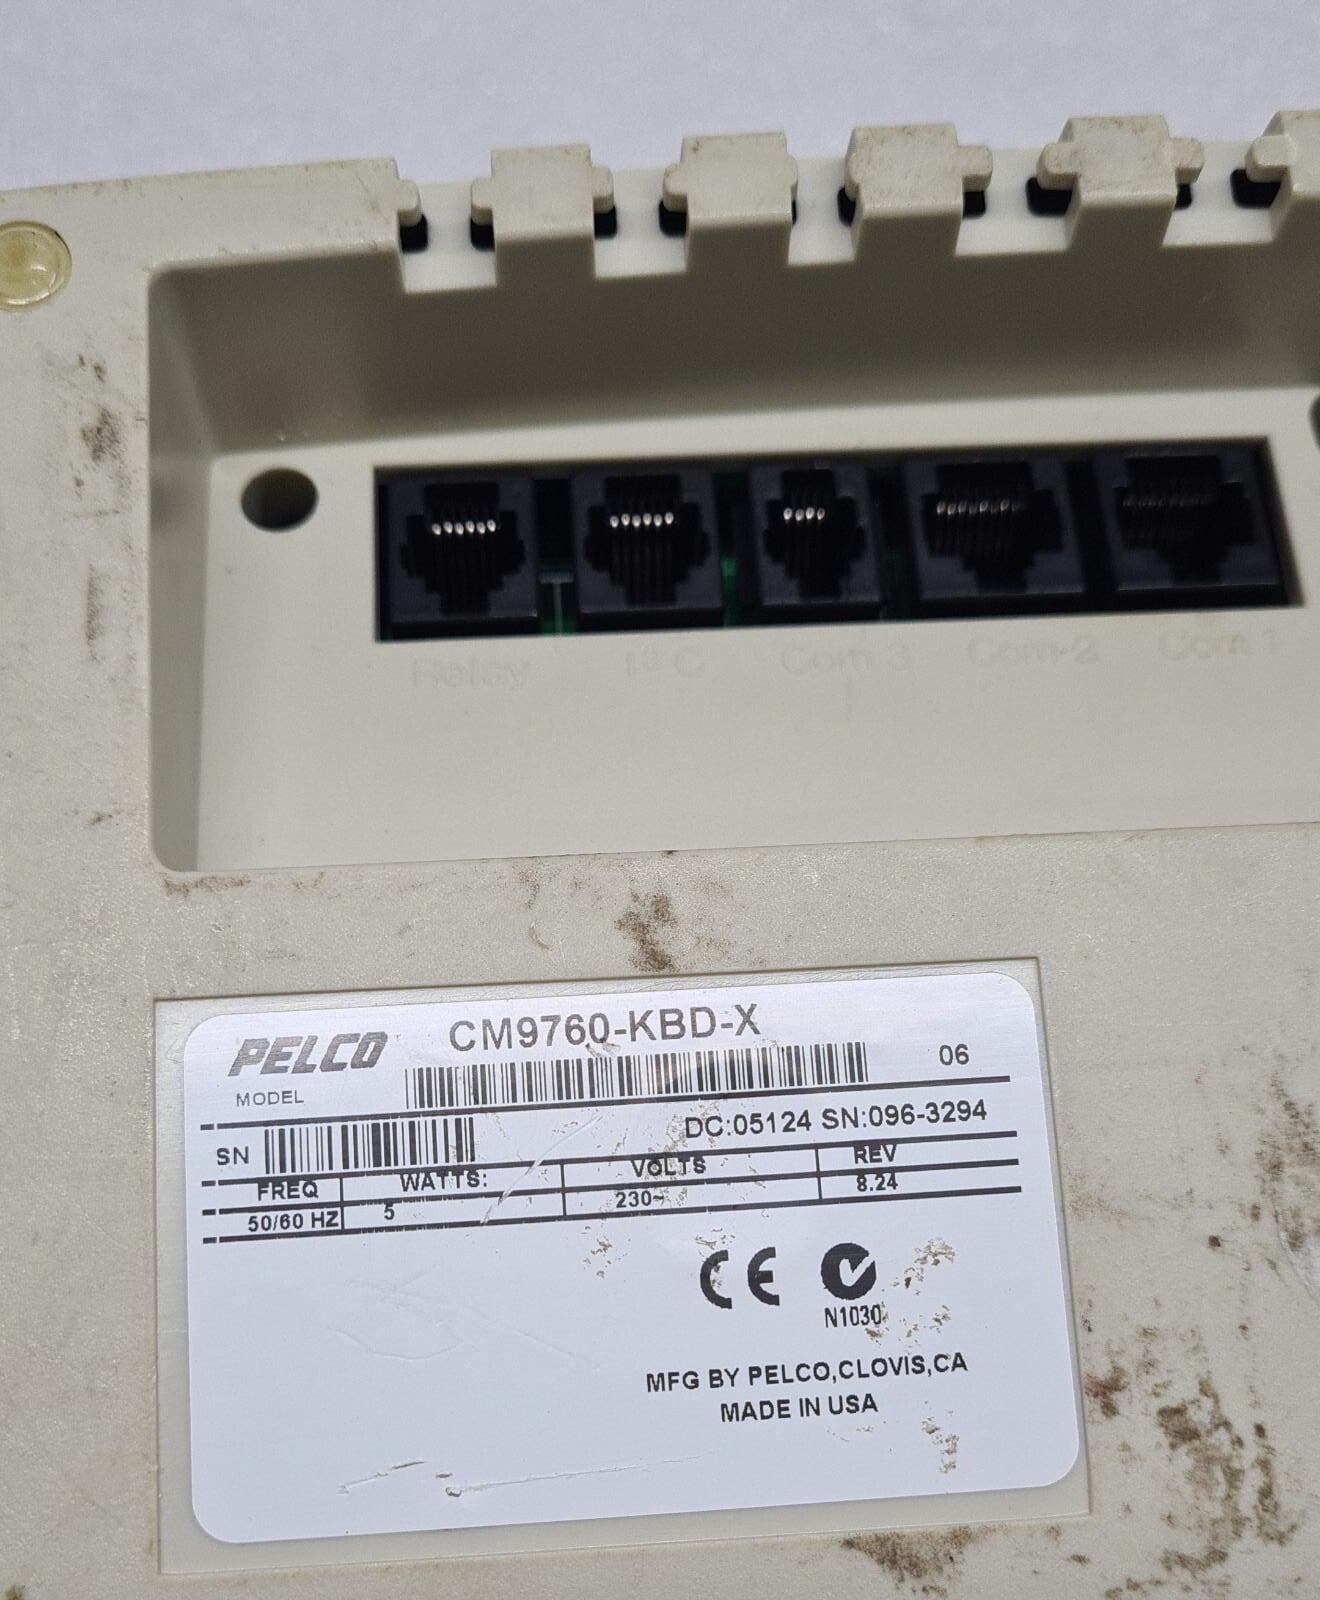 Relay I²C Com 3 Com 2 Com 1
PELCO CM9760-KBD-X
MODEL 06
DC:05124 SN:096-3294
SN
FREQ WATTS: VOLTS REV
50/60 HZ 5 230~ 8.24
CE
N1030
MFG BY PELCO,CLOVIS,CA
MADE IN USA